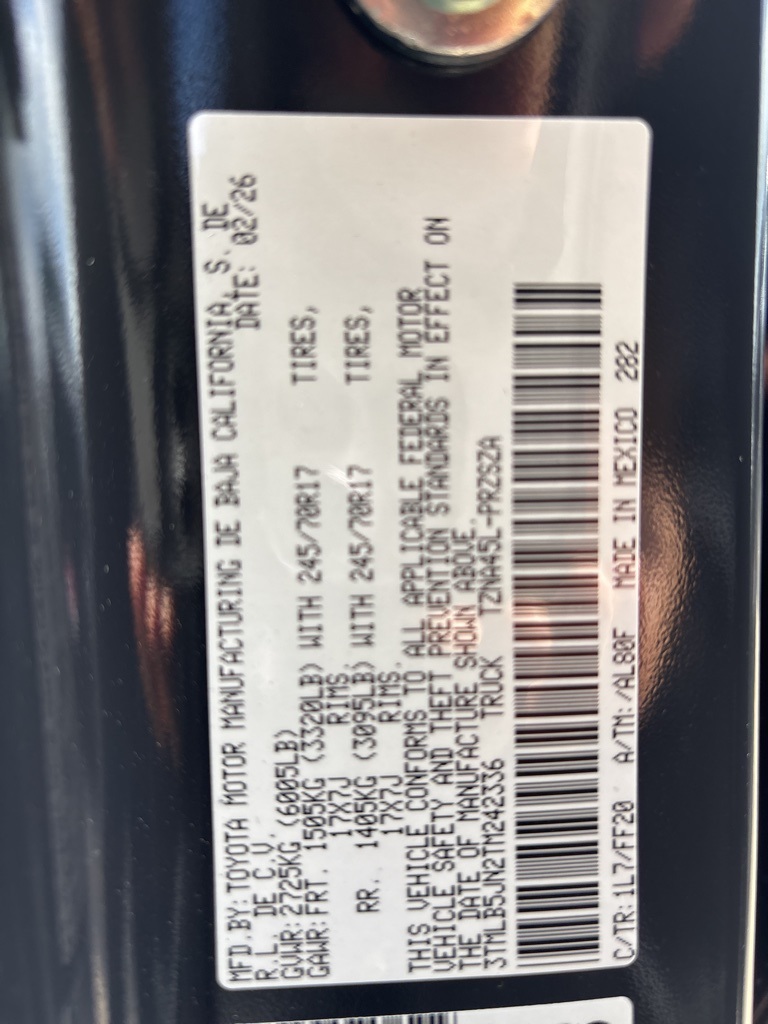 MFD.BY:TOYOTA MOTOR MANUFACTURING DE BAJA CALIFORNIA, S. DE
R.L. DE C.V. DATE: 02/26
GVWR:2725KG (6005LB)
GAWR:FRT. 1505KG (3320LB) WITH 245/70R17 TIRES,
17X7J RIMS.
RR. 1405KG (3095LB) WITH 245/70R17 TIRES,
17X7J RIMS.
THIS VEHICLE CONFORMS TO ALL APPLICABLE FEDERAL MOTOR
VEHICLE SAFETY AND THEFT PREVENTION STANDARDS IN EFFECT ON
THE DATE OF MANUFACTURE SHOWN ABOVE.
3TMLB5JN2TM242336 TRUCK TZNA45L-PRZSZA
C/TR:1L7/FF20 A/TM:/AL80F MADE IN MEXICO 282